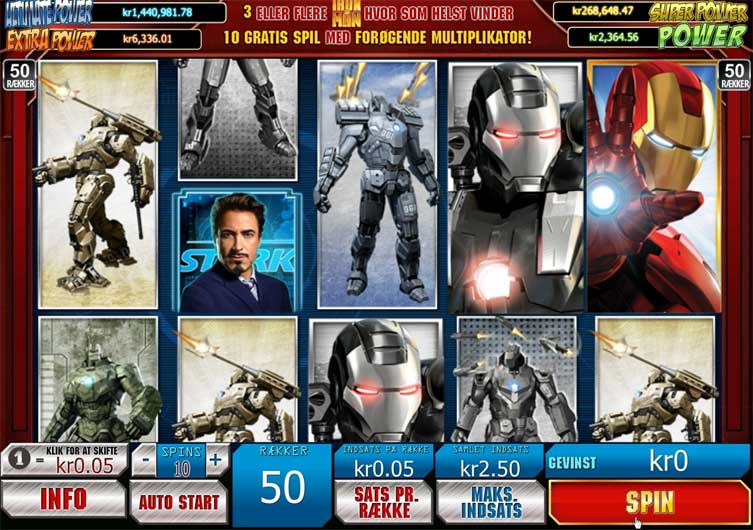 ULTIMATE POWER kr1,440,981.78
EXTRA POWER kr6,336.01
3 ELLER FLERE IRON MAN HVOR SOM HELST VINDER
10 GRATIS SPIL MED FORØGENDE MULTIPLIKATOR!
kr268,648.47 SUPER POWER
kr2,364.56 POWER
50 RÆKKER
50 RÆKKER
001
001
STARK
KLIK FOR AT SKIFTE
1 = kr0.05
- SPINS +
10
RÆKKER
50
INDSATS PÅ RÆKKE
kr0.05
SAMLET INDSATS
kr2.50
GEVINST kr0
INFO
AUTO START
SATS PR. RÆKKE
MAKS. INDSATS
SPIN